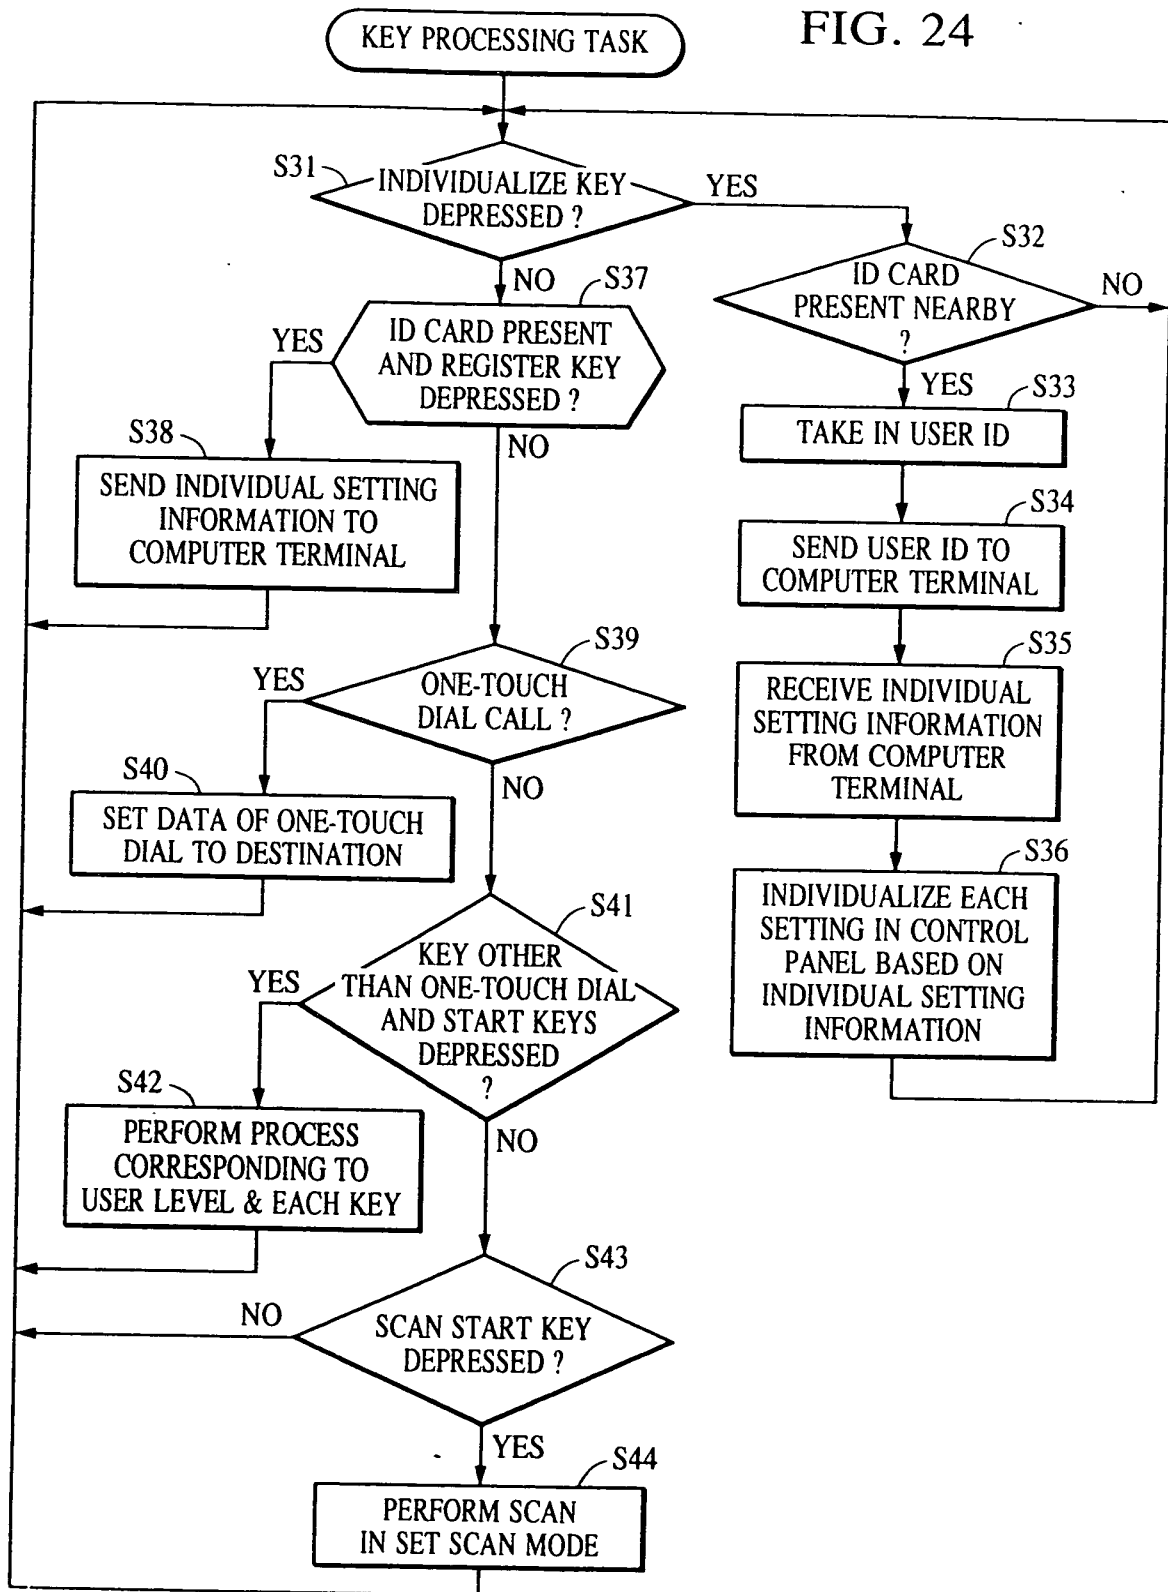 FIG. 24
KEY PROCESSING TASK
S31
INDIVIDUALIZE KEY
DEPRESSED ?
YES
NO
S32
ID CARD
PRESENT NEARBY
?
NO
YES
S33
TAKE IN USER ID
S34
SEND USER ID TO
COMPUTER TERMINAL
S35
RECEIVE INDIVIDUAL
SETTING INFORMATION
FROM COMPUTER
TERMINAL
S36
INDIVIDUALIZE EACH
SETTING IN CONTROL
PANEL BASED ON
INDIVIDUAL SETTING
INFORMATION
S37
ID CARD PRESENT
AND REGISTER KEY
DEPRESSED ?
YES
NO
S38
SEND INDIVIDUAL SETTING
INFORMATION TO
COMPUTER TERMINAL
S39
ONE-TOUCH
DIAL CALL ?
YES
NO
S40
SET DATA OF ONE-TOUCH
DIAL TO DESTINATION
S41
KEY OTHER
THAN ONE-TOUCH DIAL
AND START KEYS
DEPRESSED
?
YES
NO
S42
PERFORM PROCESS
CORRESPONDING TO
USER LEVEL & EACH KEY
S43
SCAN START KEY
DEPRESSED ?
NO
YES
S44
PERFORM SCAN
IN SET SCAN MODE